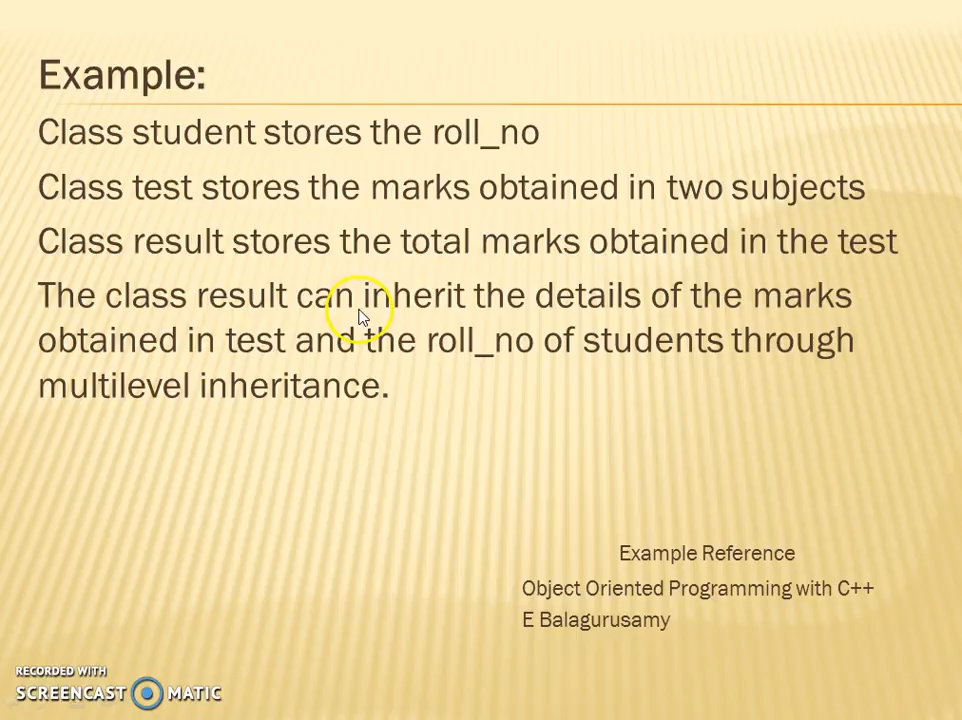 Example:
Class student stores the roll_no
Class test stores the marks obtained in two subjects
Class result stores the total marks obtained in the test
The class result can inherit the details of the marks
obtained in test and the roll_no of students through
multilevel inheritance.
Example Reference
Object Oriented Programming with C++
E Balagurusamy
RECORDED WITH
SCREENCAST MATIC